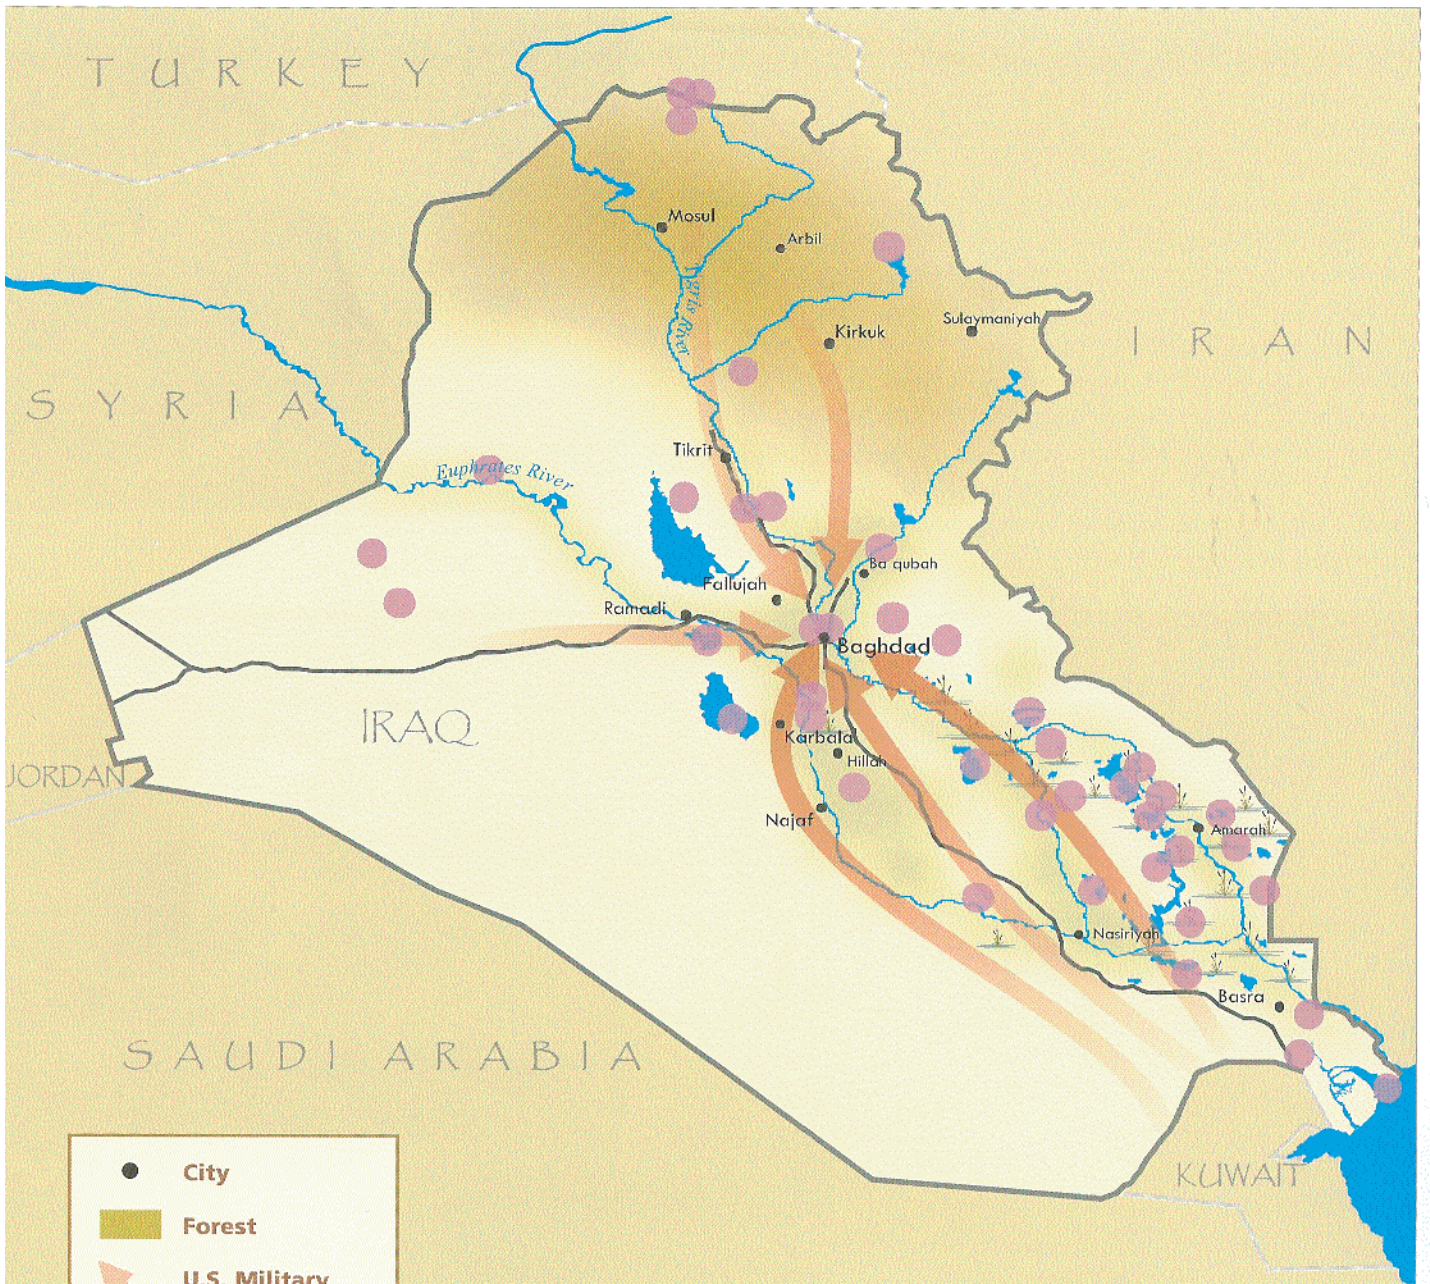 TURKEY
Mosul
Arbil
Tigris River
Kirkuk
Sulaymaniyah
IRAN
SYRIA
Tikrit
Euphrates River
Ba qubah
Fallujah
Ramadi
Baghdad
IRAQ
Karbala
Hillah
JORDAN
Najaf
Amarah
Nasiriyah
Basra
SAUDI ARABIA
KUWAIT
City
Forest
U.S. Military